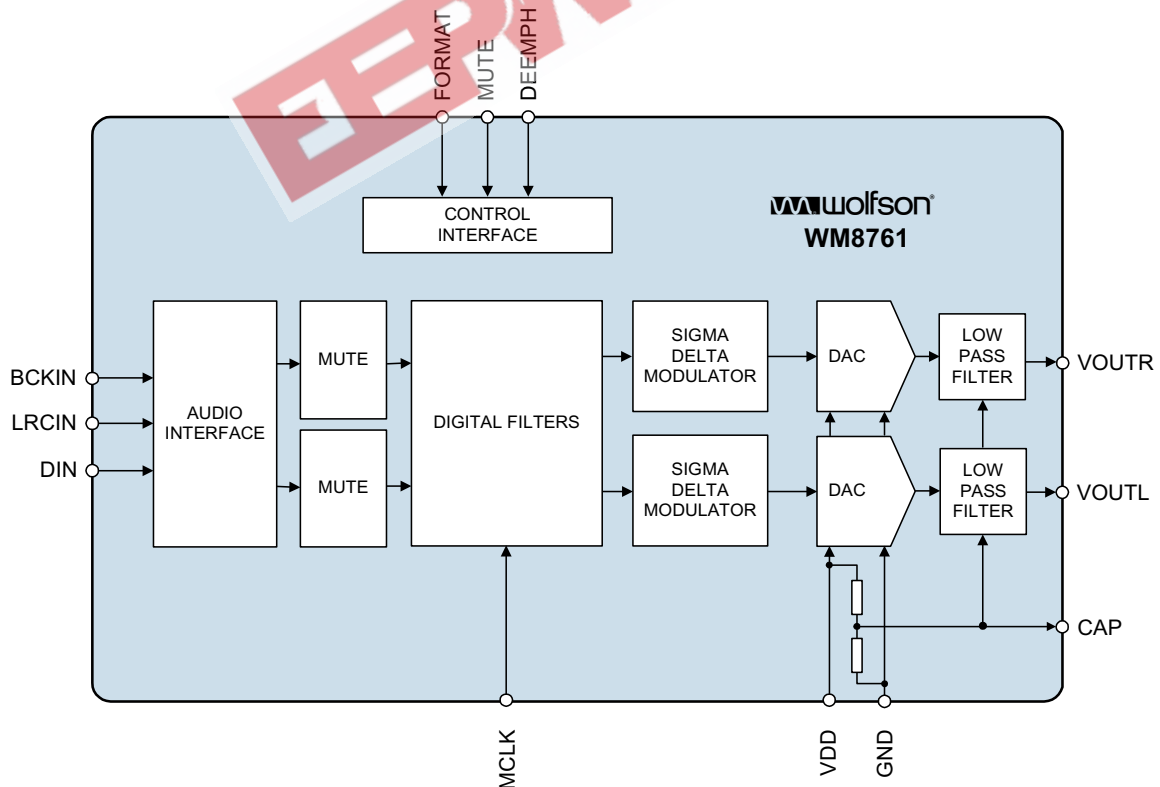 FORMAT
MUTE
DEEMPH
CONTROL
INTERFACE
wolfson®
WM8761
BCKIN
LRCIN
DIN
AUDIO
INTERFACE
MUTE
MUTE
DIGITAL FILTERS
SIGMA
DELTA
MODULATOR
SIGMA
DELTA
MODULATOR
DAC
DAC
LOW
PASS
FILTER
LOW
PASS
FILTER
VOUTR
VOUTL
CAP
MCLK
VDD
GND